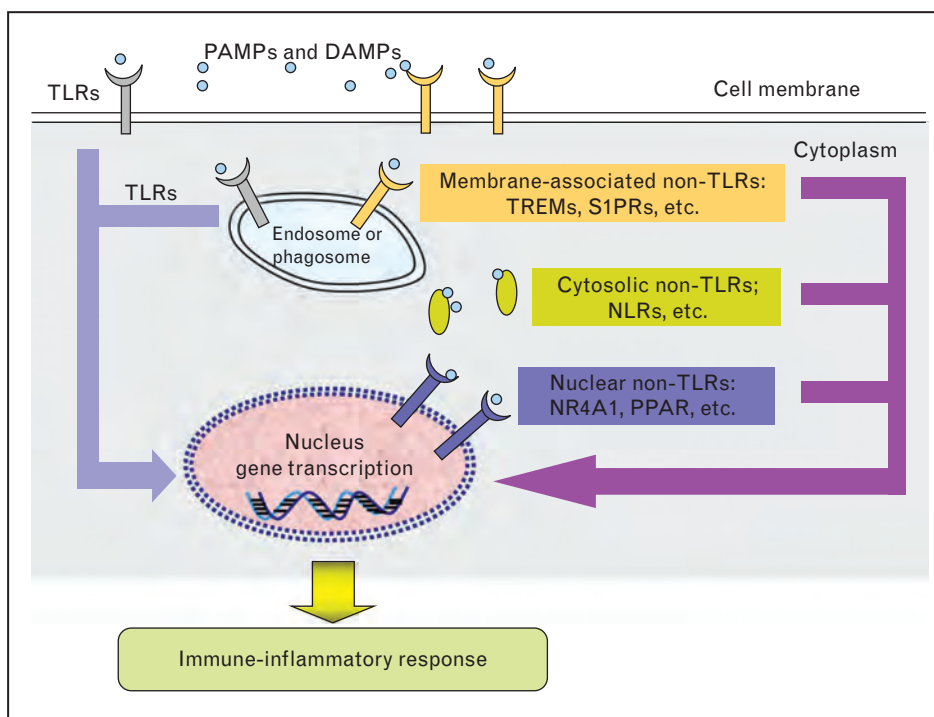 PAMPs and DAMPs
TLRs
Cell membrane
Cytoplasm
TLRs
Membrane-associated non-TLRs:
TREMs, S1PRs, etc.
Endosome or
phagosome
Cytosolic non-TLRs;
NLRs, etc.
Nuclear non-TLRs:
NR4A1, PPAR, etc.
Nucleus
gene transcription
Immune-inflammatory response